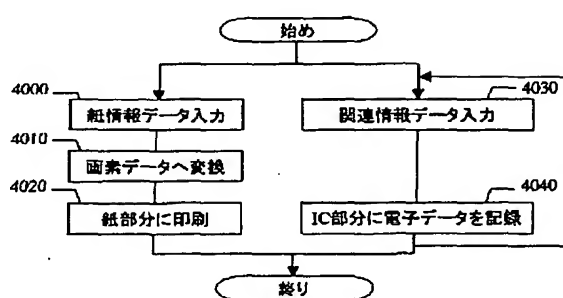 始め
4000
紙情報データ入力
4010
画素データへ変換
4020
紙部分に印刷
4030
関連情報データ入力
4040
IC部分に電子データを記録
終り